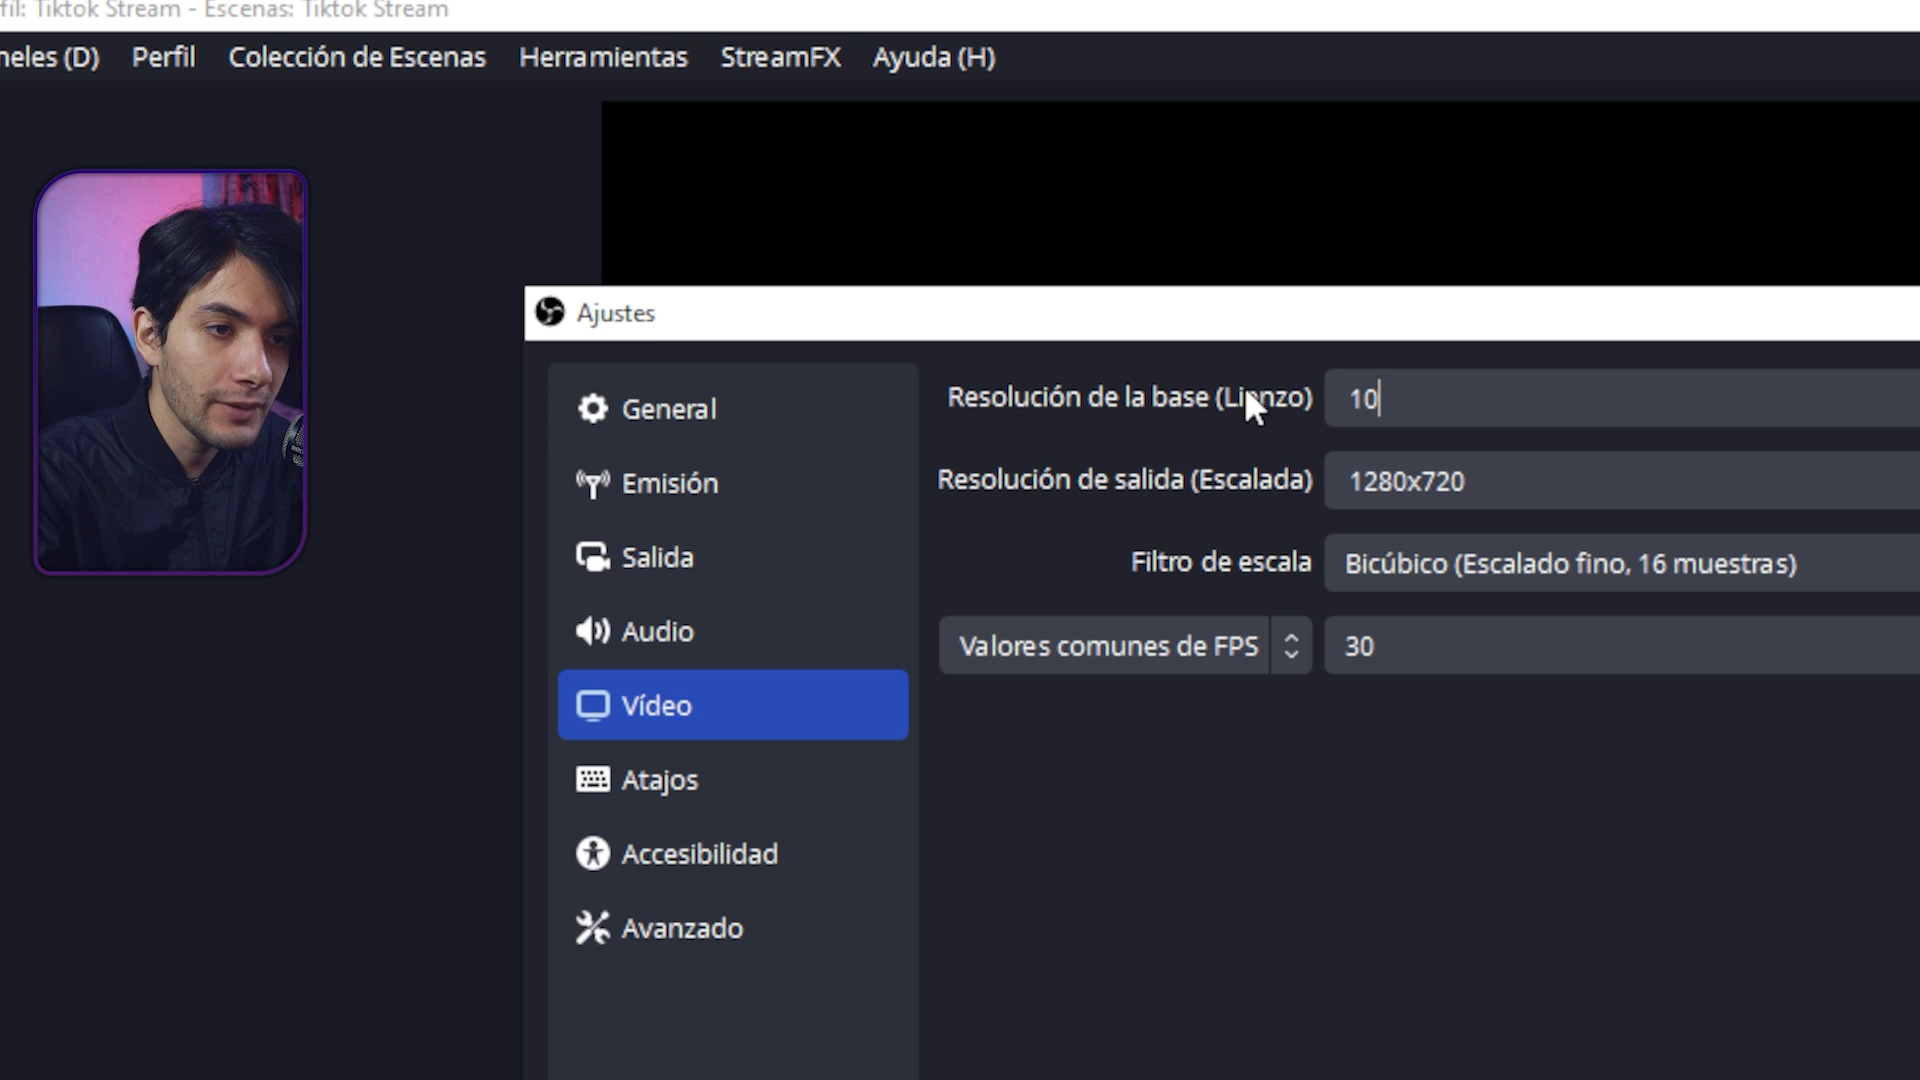 fil: Tiktok Stream - Escenas: Tiktok Stream
neles (D) Perfil Colección de Escenas Herramientas StreamFX Ayuda (H)
Ajustes
General
Emisión
Salida
Audio
Vídeo
Atajos
Accesibilidad
Avanzado
Resolución de la base (Lienzo) 10
Resolución de salida (Escalada) 1280x720
Filtro de escala Bicúbico (Escalado fino, 16 muestras)
Valores comunes de FPS 30